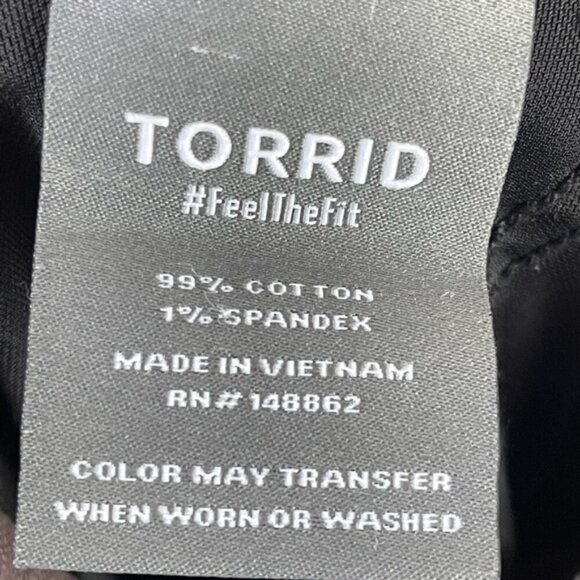 TORRID
#FeelTheFit
99% COTTON
1% SPANDEX
MADE IN VIETNAM
RN# 148862
COLOR MAY TRANSFER
WHEN WORN OR WASHED